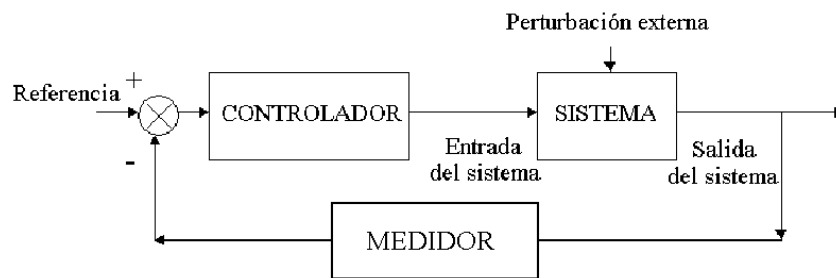 Perturbación externa
+
Referencia
CONTROLADOR
SISTEMA
Entrada
del sistema
Salida
del sistema
-
MEDIDOR